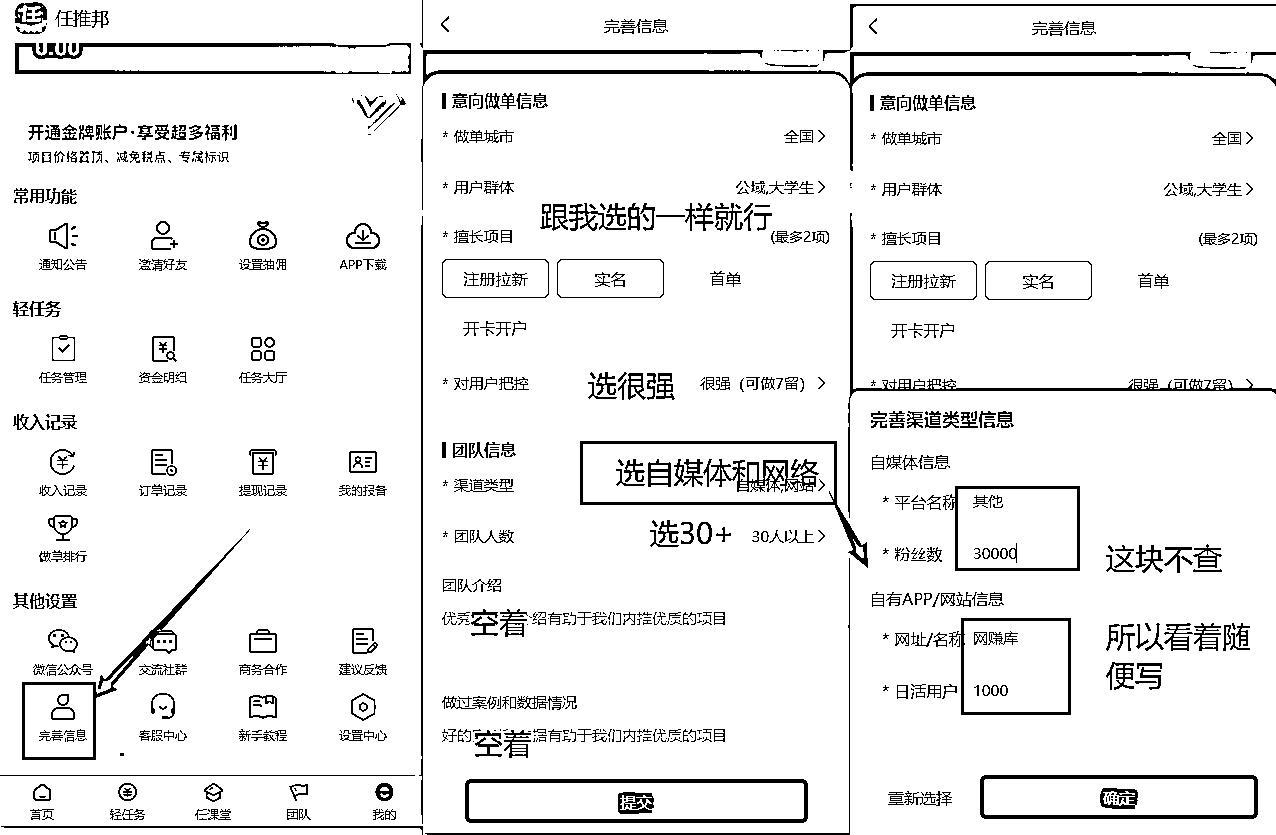 任推邦
0.00
开通金牌账户·享受超多福利
项目价格置顶、减免税点、专属标识
常用功能
通知公告
邀请好友
设置抽佣
APP下载
轻任务
任务管理
资金明细
任务大厅
收入记录
收入记录
订单记录
提现记录
我的报备
做单排行
其他设置
微信公众号
交流社群
商务合作
建议反馈
完善信息
客服中心
新手教程
设置中心
首页
轻任务
任课堂
团队
我的
完善信息
意向做单信息
* 做单城市
全国
* 用户群体
公域,大学生
跟我选的一样就行
* 擅长项目
(最多2项)
注册拉新
实名
首单
开卡开户
* 对用户把控
选很强
很强（可做7留）
团队信息
选自媒体和网络
* 渠道类型
自媒体,网站
* 团队人数
选30+
30人以上
团队介绍
优秀
绍有助于我们内推优质的项目
空着
做过案例和数据情况
好的
据有助于我们内推优质的项目
空着
提交
完善信息
意向做单信息
* 做单城市
全国
* 用户群体
公域,大学生
* 擅长项目
(最多2项)
注册拉新
实名
首单
开卡开户
* 对用户把控
很强（可做7留）
完善渠道类型信息
自媒体信息
* 平台名称
其他
* 粉丝数
30000
这块不查
自有APP/网站信息
* 网址/名称
网赚库
* 日活用户
1000
所以看着随
便写
重新选择
确定